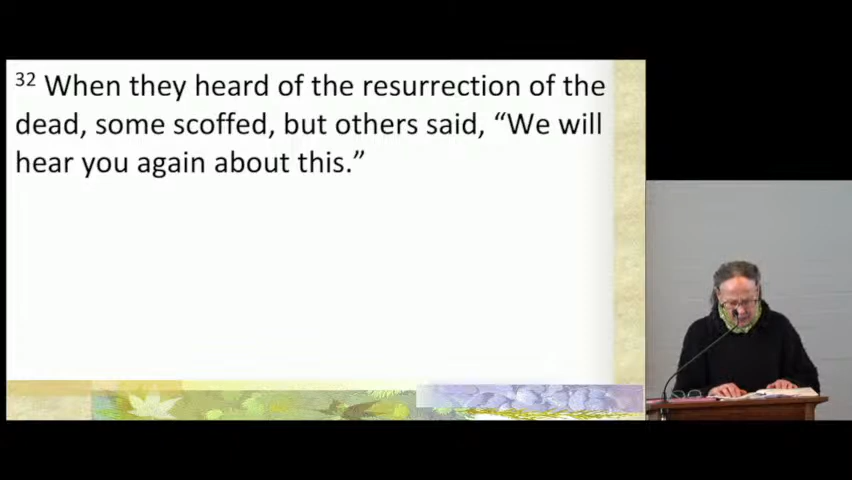 32 When they heard of the resurrection of the
dead, some scoffed, but others said, “We will
hear you again about this.”